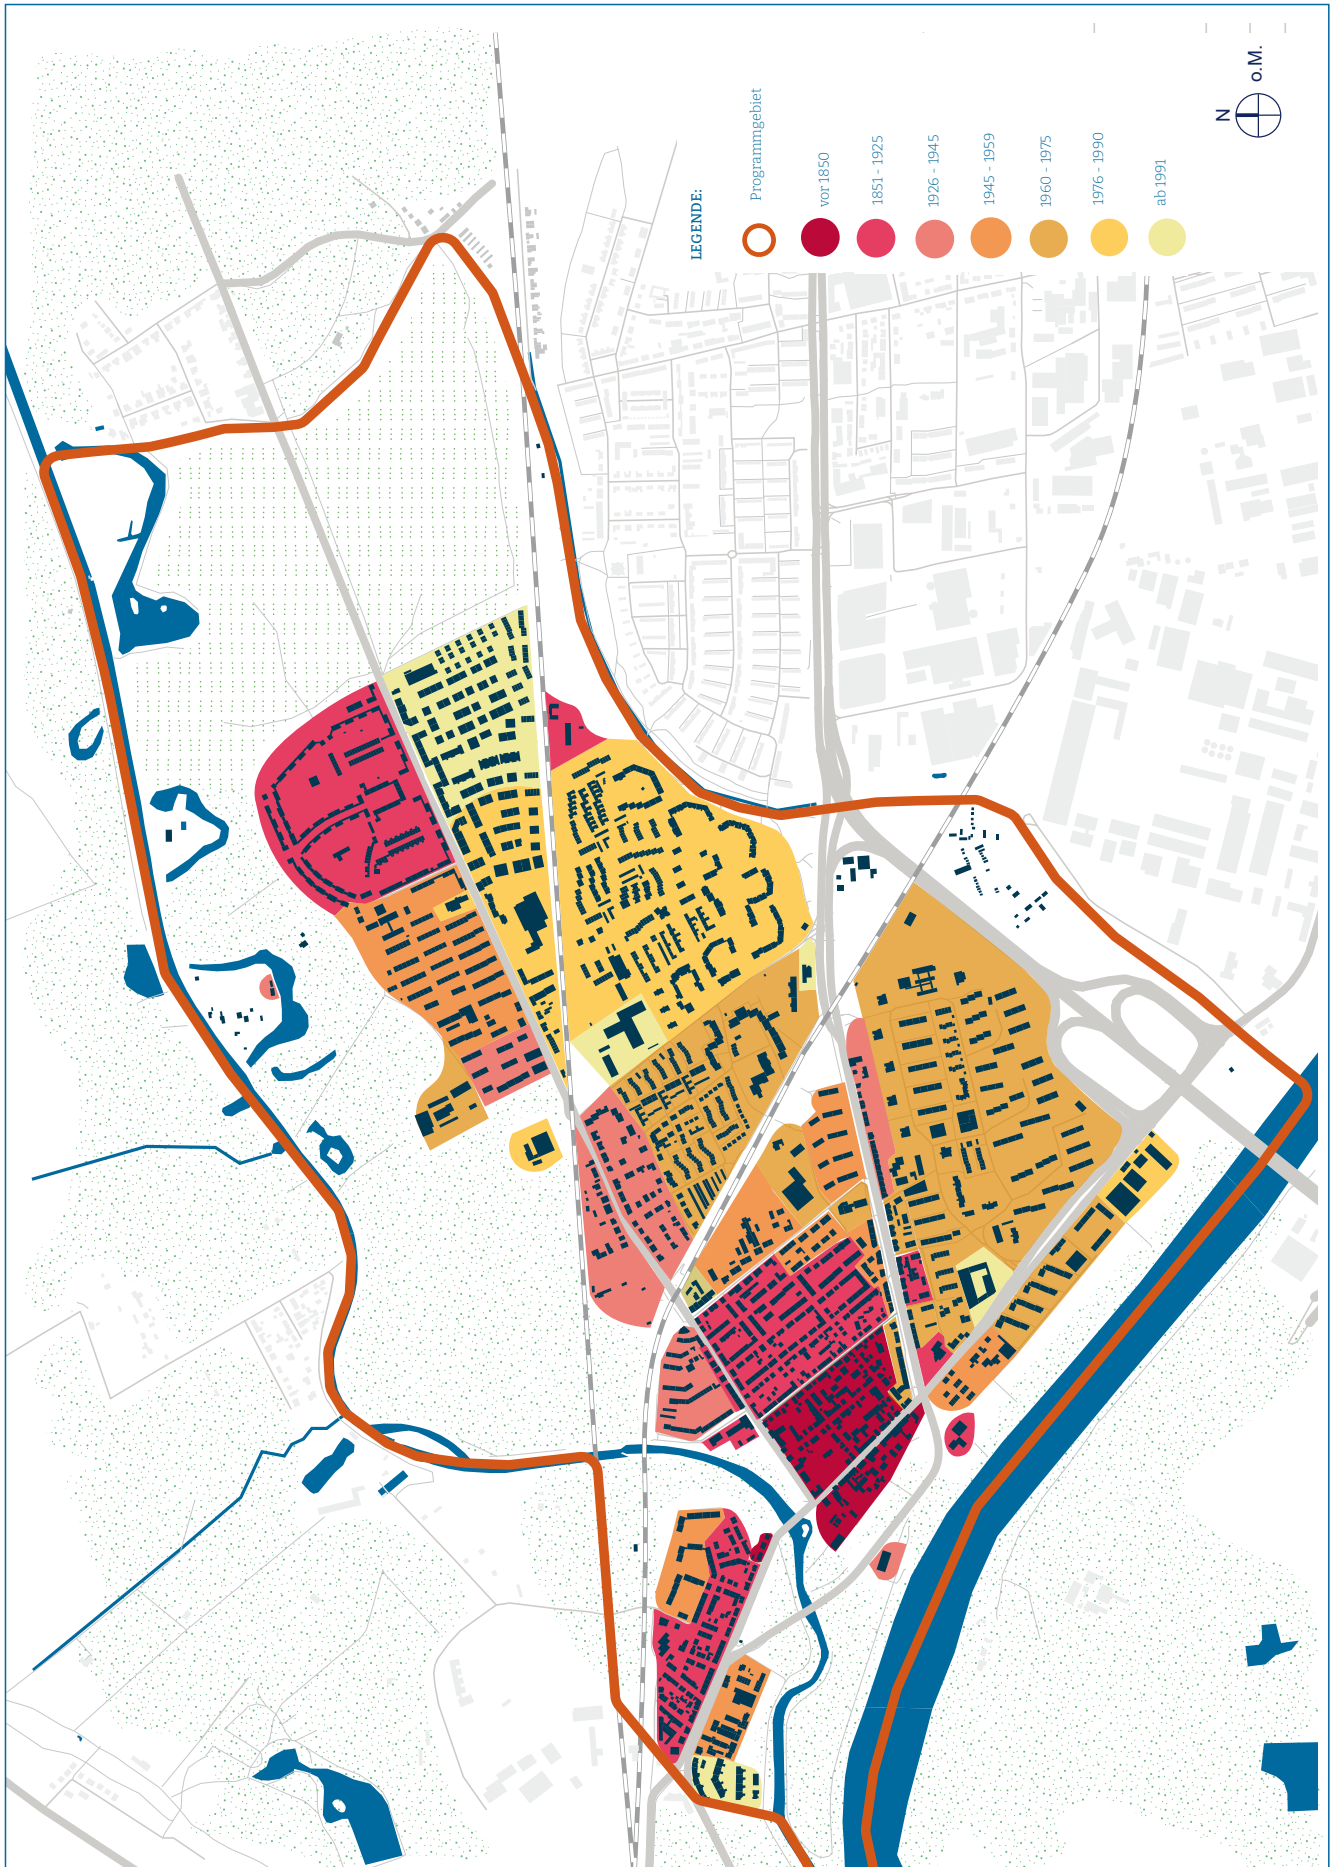 LEGENDE:
Programmgebiet
vor 1850
1851 - 1925
1926 - 1945
1945 - 1959
1960 - 1975
1976 - 1990
ab 1991
N
o.M.